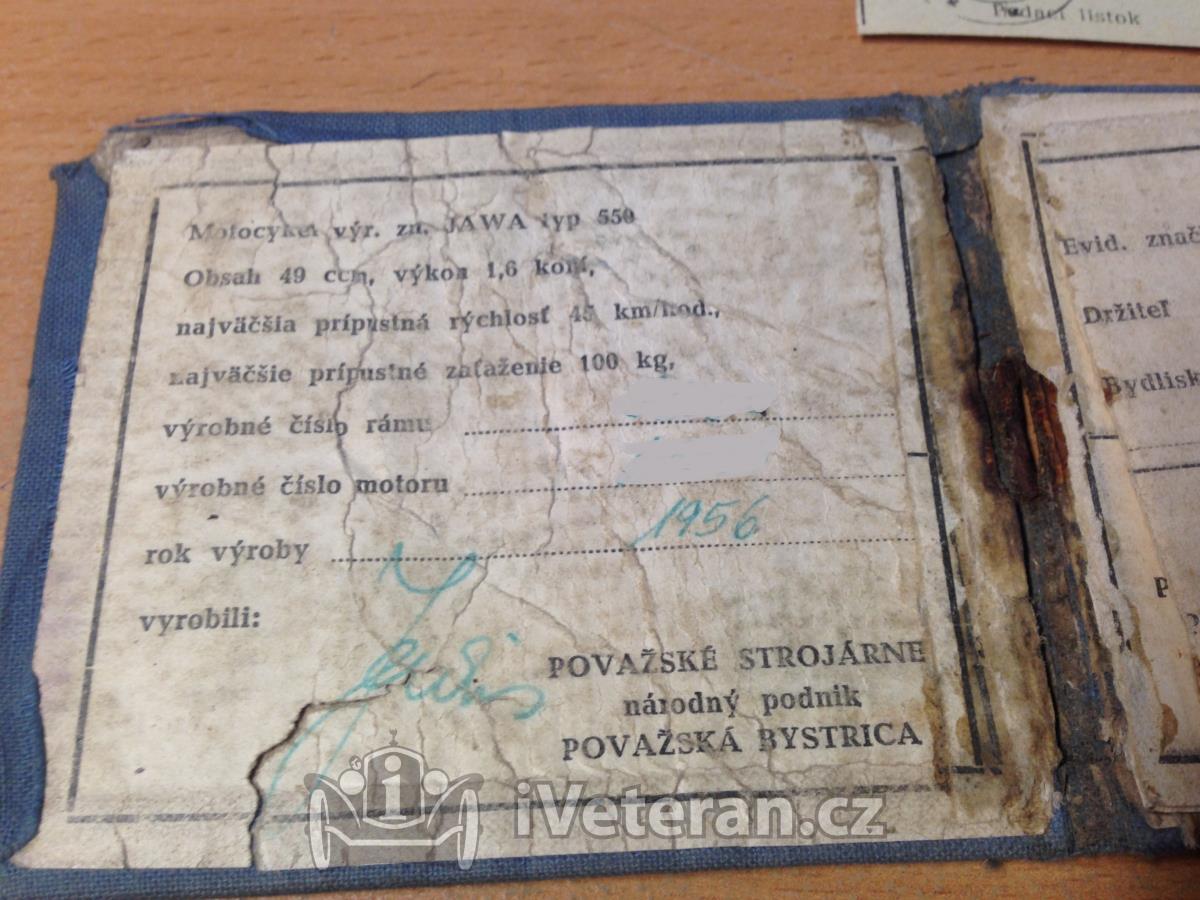 Podací lístok
Motocykel výr. zn. JAWA typ 550
Obsah 49 ccm, výkon 1,6 koní,
najväčšia prípustná rýchlosť 45 km/hod.,
najväčšie prípustné zaťaženie 100 kg,
výrobné číslo rámu
výrobné číslo motoru
rok výroby 1956
vyrobili:
POVAŽSKÉ STROJÁRNE
národný podnik
POVAŽSKÁ BYSTRICA
Evid. znač
Držiteľ
Bydlisk
P
iVeteran.cz